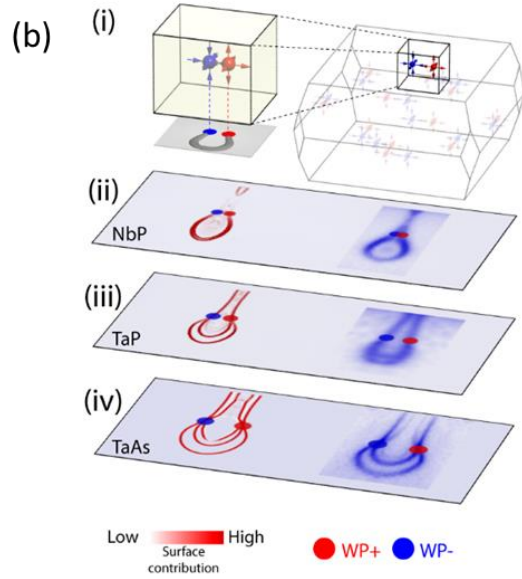 (b)
(i)
(ii)
NbP
(iii)
TaP
(iv)
TaAs
Low High
Surface
contribution
WP+ WP-